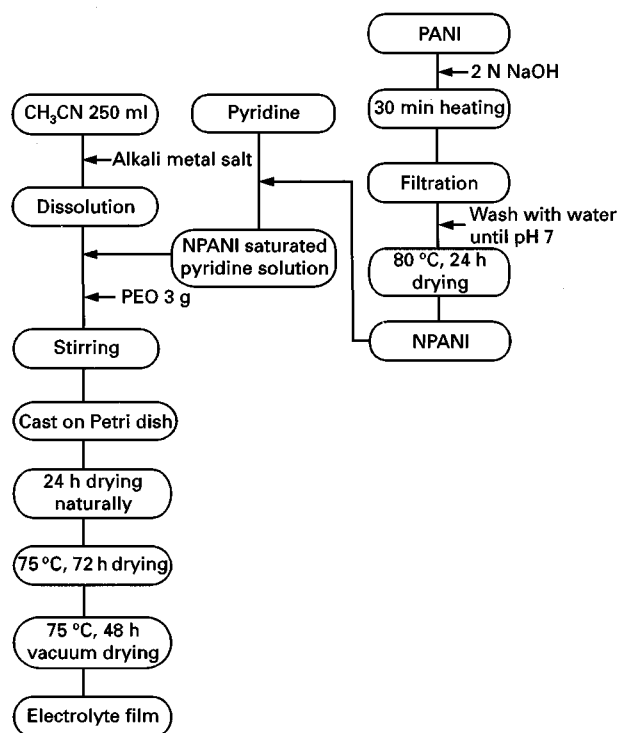 PANI
2 N NaOH
30 min heating
Filtration
Wash with water
until pH 7
80 °C, 24 h
drying
NPANI
Pyridine
NPANI saturated
pyridine solution
CH₃CN 250 ml
Alkali metal salt
Dissolution
PEO 3 g
Stirring
Cast on Petri dish
24 h drying
naturally
75 °C, 72 h drying
75 °C, 48 h
vacuum drying
Electrolyte film